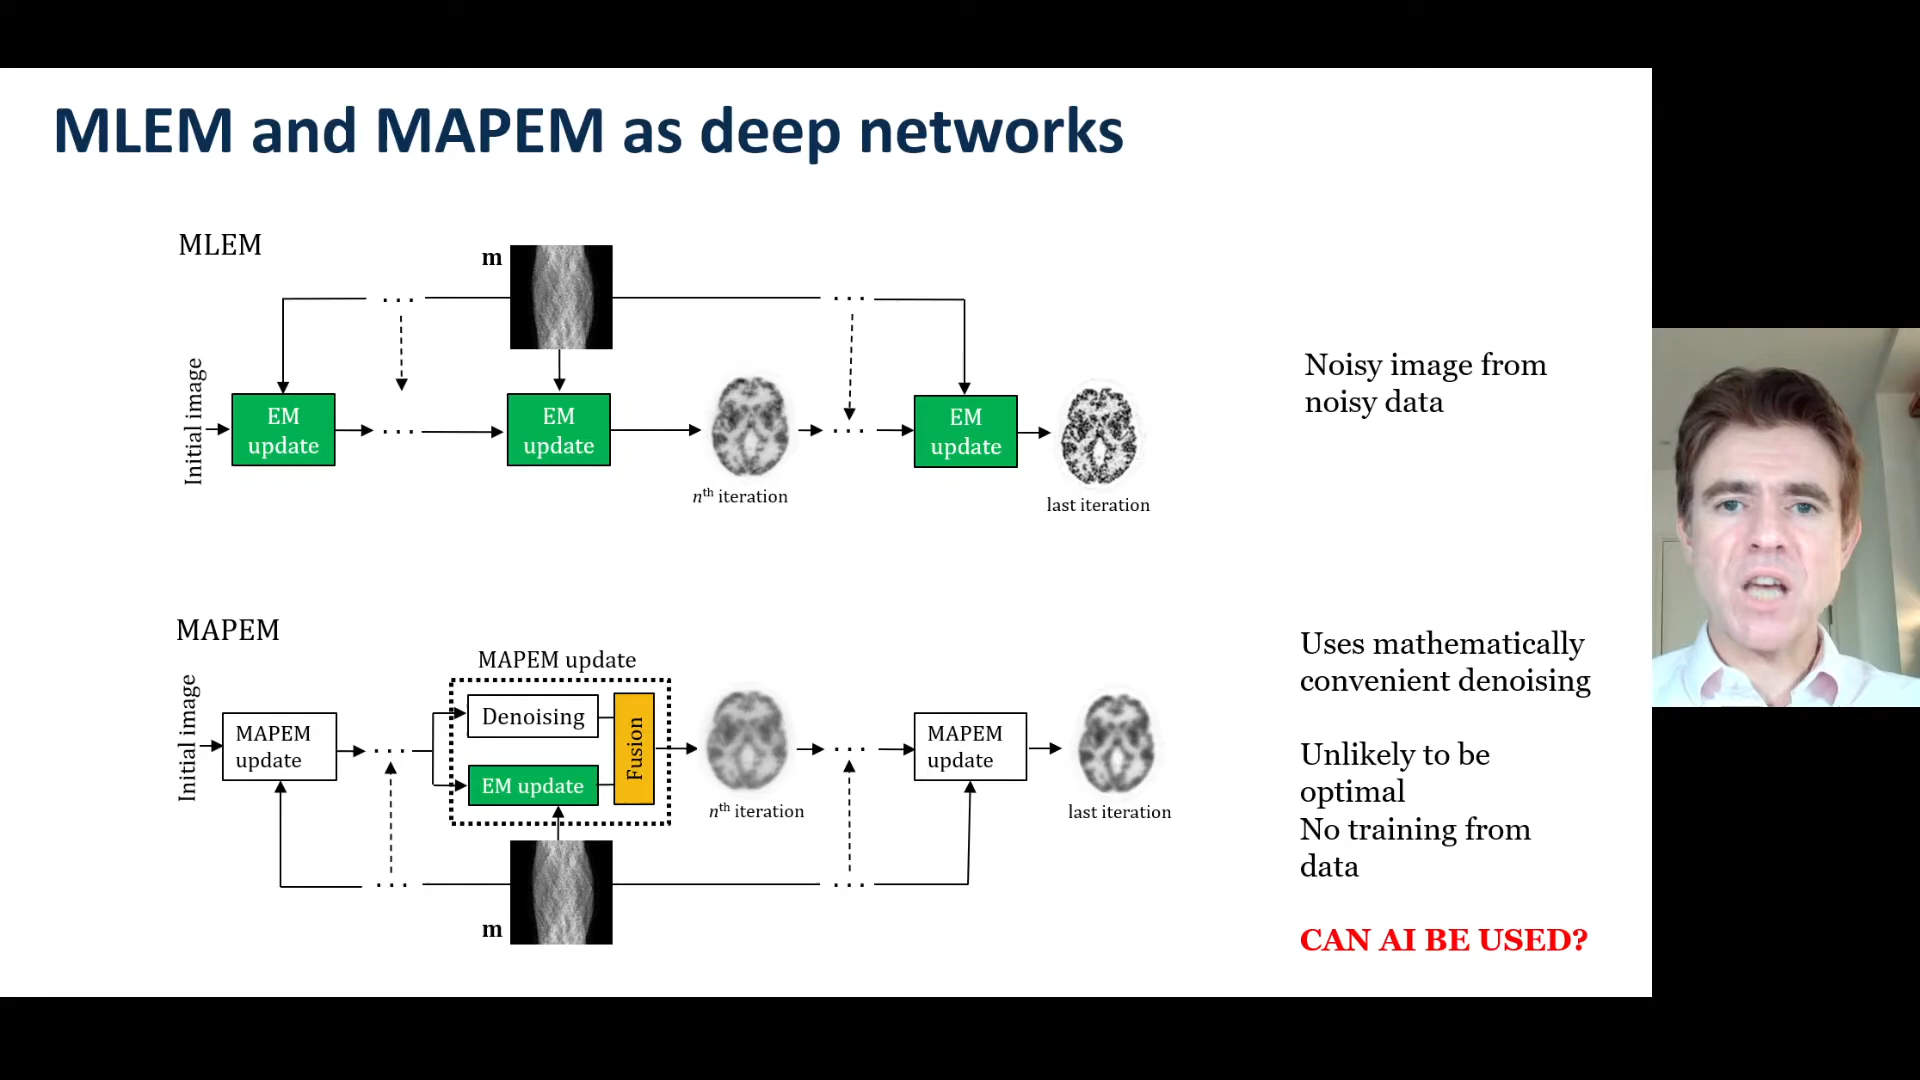 MLEM and MAPEM as deep networks
MLEM
m
. . .
. . .
Initial image
EM
update
. . .
EM
update
. . .
EM
update
nth iteration
last iteration
Noisy image from
noisy data
MAPEM
MAPEM update
Initial image
MAPEM
update
. . .
Denoising
EM update
Fusion
. . .
MAPEM
update
nth iteration
last iteration
. . .
. . .
m
Uses mathematically
convenient denoising
Unlikely to be
optimal
No training from
data
CAN AI BE USED?